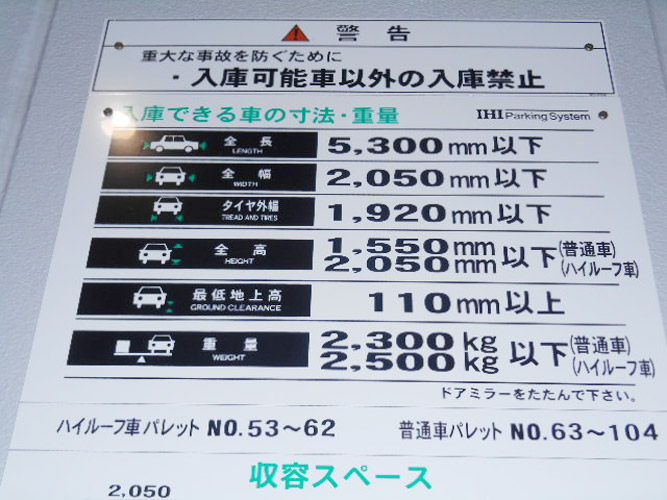 警告
重大な事故を防ぐために
・入庫可能車以外の入庫禁止
入庫できる車の寸法・重量 IHI Parking System
全長 LENGTH 5,300mm以下
全幅 WIDTH 2,050mm以下
タイヤ外幅 TREAD AND TIRES 1,920mm以下
全高 HEIGHT 1,550mm 2,050mm 以下 (普通車) (ハイルーフ車)
最低地上高 GROUND CLEARANCE 110mm以上
重量 WEIGHT 2,300kg 2,500kg 以下 (普通車) (ハイルーフ車)
ドアミラーをたたんで下さい。
ハイルーフ車パレット NO.53~62 普通車パレット NO.63~104
収容スペース
2,050